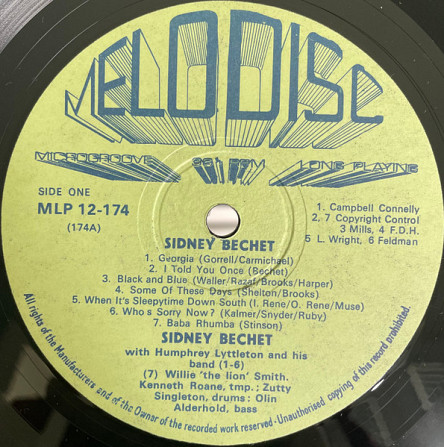 MELODISC
MICROGROOVE 33⅓ RPM LONG PLAYING
SIDE ONE
MLP 12-174
(174A)
1. Campbell Connelly
2. 7 Copyright Control
3 Mills, 4 F.D.H.
5 L. Wright, 6 Feldman
SIDNEY BECHET
1. Georgia (Gorrell/Carmichael)
2. I Told You Once (Bechet)
3. Black and Blue (Waller/Razaf/Brooks/Harper)
4. Some Of These Days (Shelton/Brooks)
5. When It's Sleepytime Down South (I. Rene/O. Rene/Muse)
6. Who s Sorry Now? (Kalmer/Snyder/Ruby)
7. Baba Rhumba (Stinson)
SIDNEY BECHET
with Humphrey Lyttleton and his
band (1-6)
(7) Willie 'the lion' Smith.
Kenneth Roane, tmp.: Zutty
Singleton, drums: Olin
Alderhold, bass
All rights of the Manufacturers and of the Owner of the recorded work reserved - Unauthorised copying of this record prohibited.